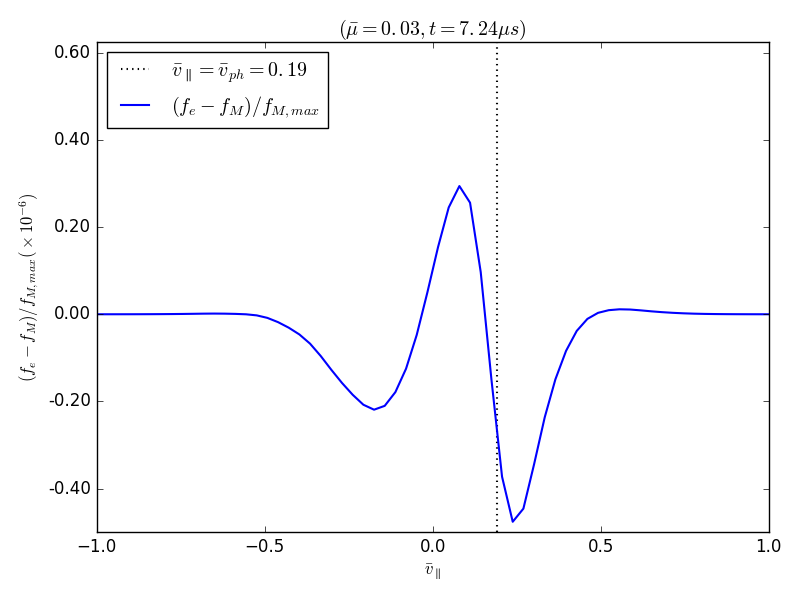 (μ̄ = 0.03, t = 7.24μs)
v̄∥ = v̄ph = 0.19
(fe − fM)/fM,max
0.60
0.40
0.20
0.00
-0.20
-0.40
(fe − fM)/fM,max(×10⁻⁶)
−1.0 −0.5 0.0 0.5 1.0
v̄∥